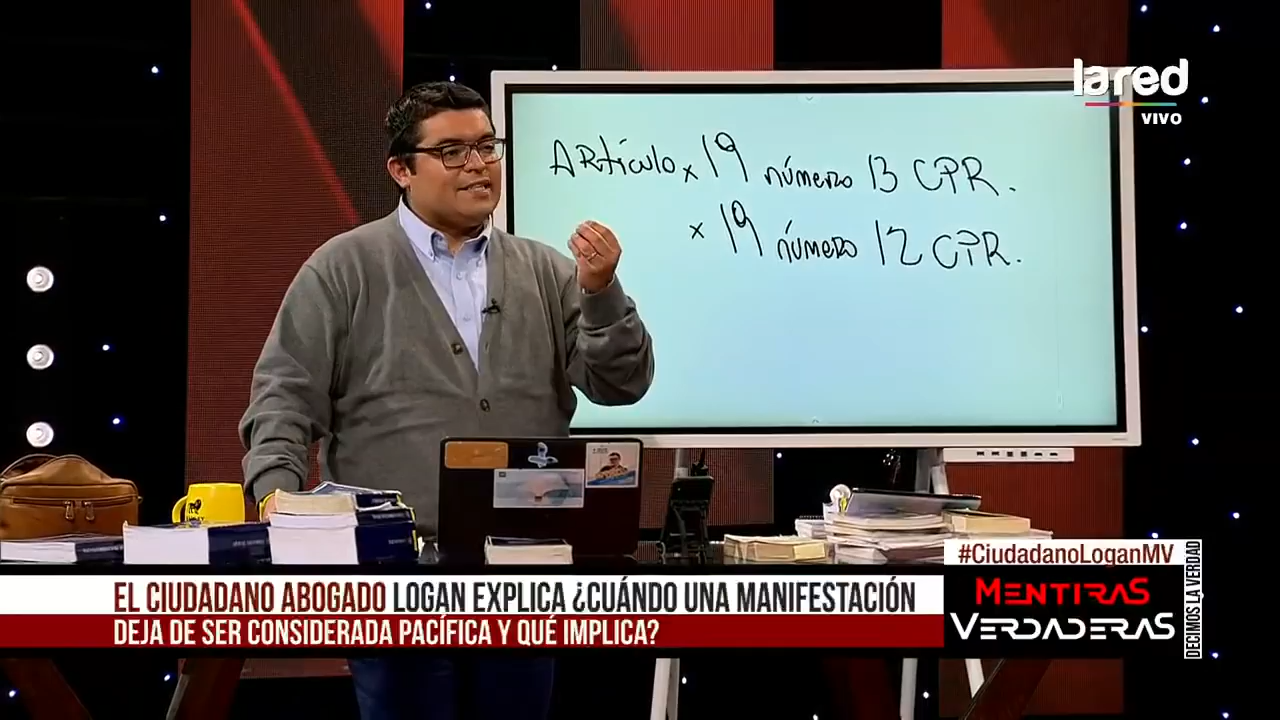 lared
VIVO
ARtículo x 19 número 13 CPR.
x 19 número 12 CPR.
#CiudadanoLoganMV
EL CIUDADANO ABOGADO LOGAN EXPLICA ¿CUÁNDO UNA MANIFESTACIÓN
DEJA DE SER CONSIDERADA PACÍFICA Y QUÉ IMPLICA?
MENTIRAS
VERDADERAS
DECIMOS LA VERDAD